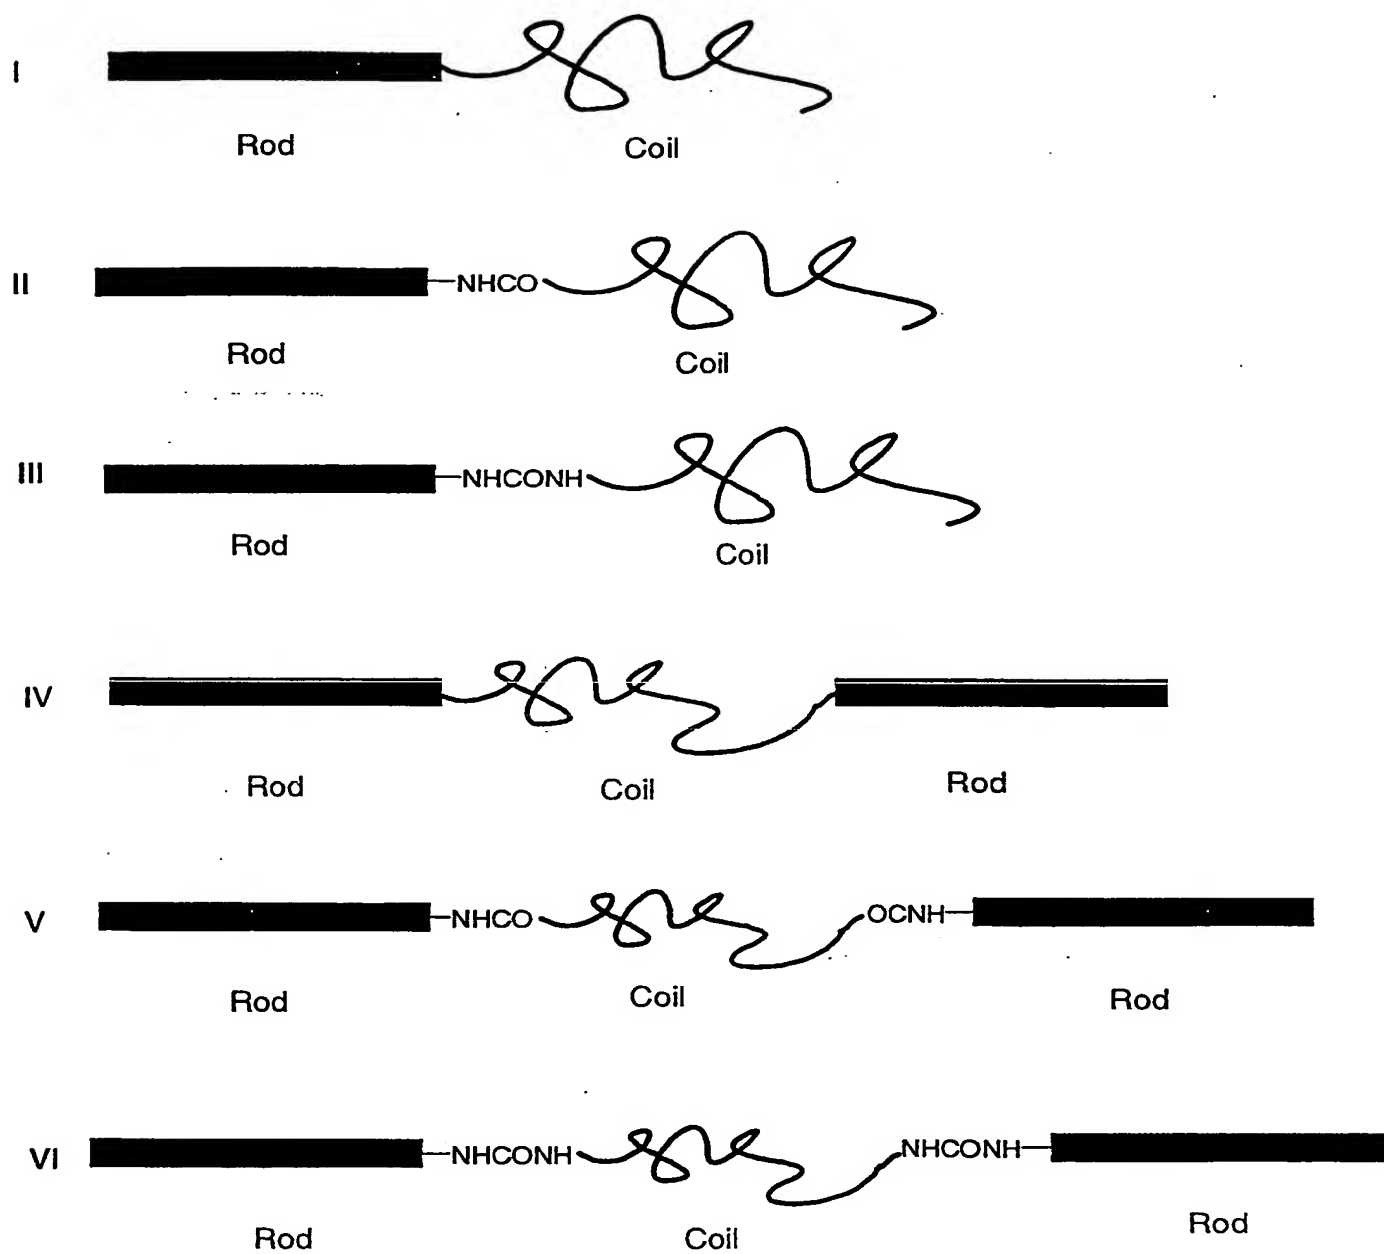 I
Rod Coil
II —NHCO
Rod Coil
III —NHCONH
Rod Coil
IV
Rod Coil Rod
V —NHCO OCNH—
Rod Coil Rod
VI —NHCONH NHCONH—
Rod Coil Rod